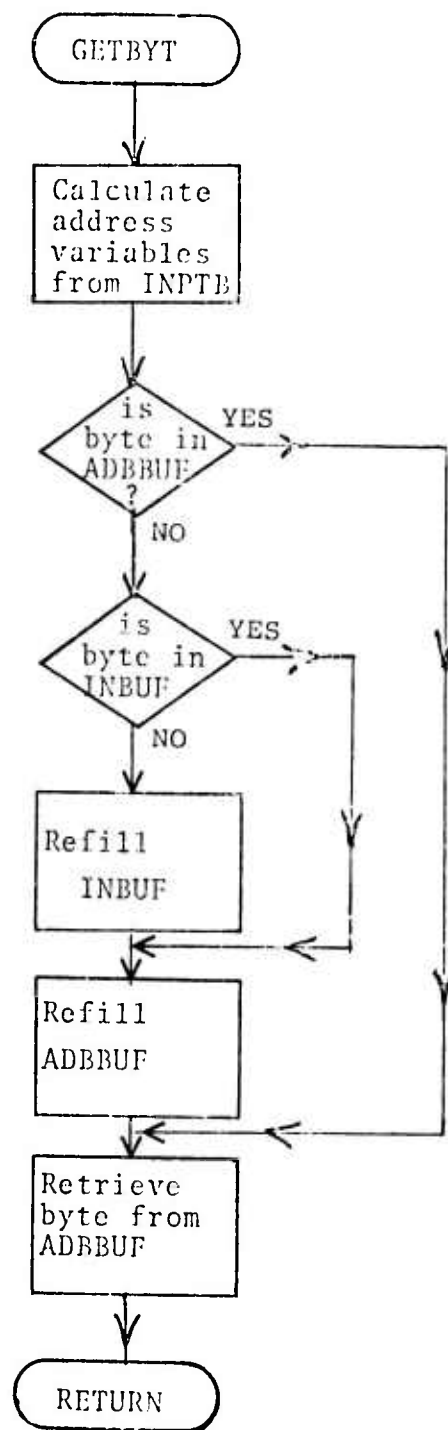 GETBYT
Calculate
address
variables
from INPTB
is
byte in
ADBBUF
?
YES
NO
is
byte in
INBUF
YES
NO
Refill
INBUF
Refill
ADBBUF
Retrieve
byte from
ADBBUF
RETURN